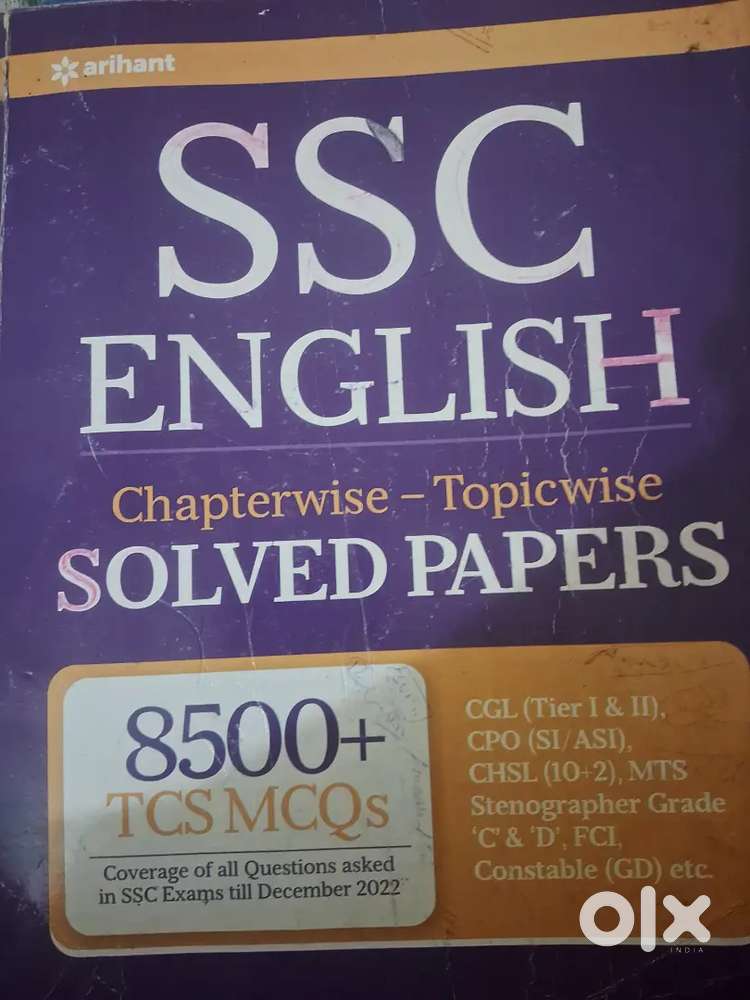 arihant
SSC
ENGLISH
Chapterwise – Topicwise
SOLVED PAPERS
8500+
TCS MCQs
Coverage of all Questions asked
in SSC Exams till December 2022
CGL (Tier I & II),
CPO (SI/ASI),
CHSL (10+2), MTS
Stenographer Grade
‘C’ & ‘D’, FCI,
Constable (GD) etc.
olx
INDIA